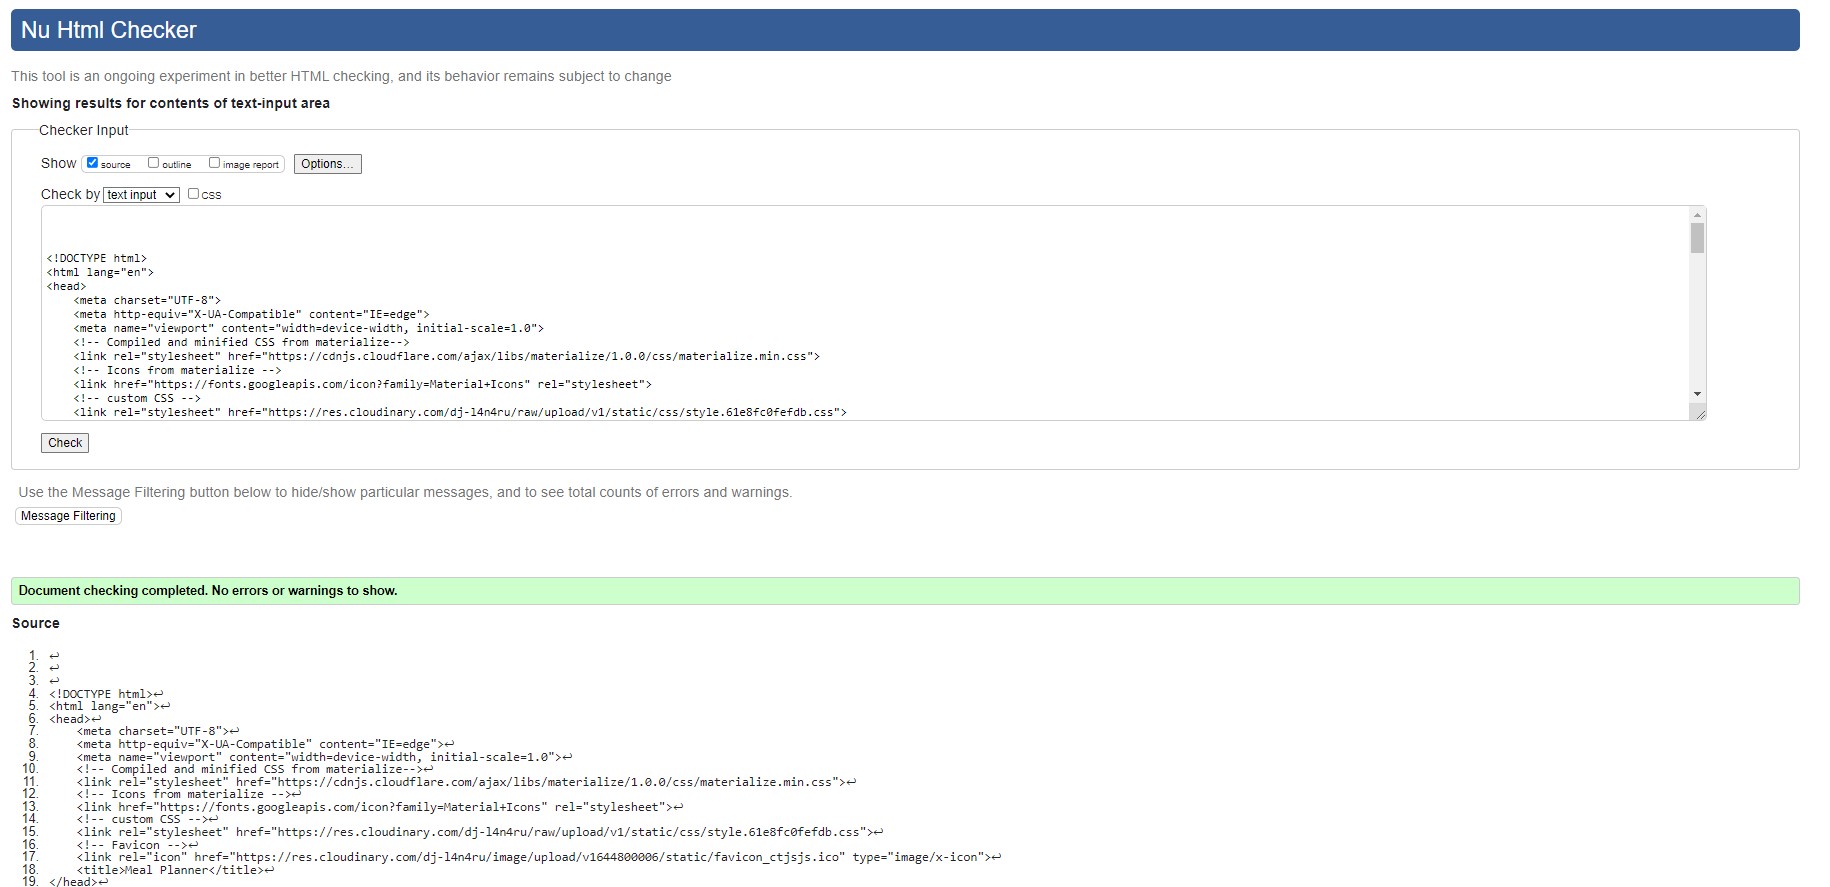 Nu Html Checker
This tool is an ongoing experiment in better HTML checking, and its behavior remains subject to change
Showing results for contents of text-input area
Checker Input
Show source outline image report Options...
Check by text input css
<!DOCTYPE html>
<html lang="en">
<head>
    <meta charset="UTF-8">
    <meta http-equiv="X-UA-Compatible" content="IE=edge">
    <meta name="viewport" content="width=device-width, initial-scale=1.0">
    <!-- Compiled and minified CSS from materialize-->
    <link rel="stylesheet" href="https://cdnjs.cloudflare.com/ajax/libs/materialize/1.0.0/css/materialize.min.css">
    <!-- Icons from materialize -->
    <link href="https://fonts.googleapis.com/icon?family=Material+Icons" rel="stylesheet">
    <!-- custom CSS -->
    <link rel="stylesheet" href="https://res.cloudinary.com/dj-l4n4ru/raw/upload/v1/static/css/style.61e8fc0fefdb.css">
Check
Use the Message Filtering button below to hide/show particular messages, and to see total counts of errors and warnings.
Message Filtering
Document checking completed. No errors or warnings to show.
Source
1. ↩
2. ↩
3. ↩
4. <!DOCTYPE html>↩
5. <html lang="en">↩
6. <head>↩
7.     <meta charset="UTF-8">↩
8.     <meta http-equiv="X-UA-Compatible" content="IE=edge">↩
9.     <meta name="viewport" content="width=device-width, initial-scale=1.0">↩
10.     <!-- Compiled and minified CSS from materialize-->↩
11.     <link rel="stylesheet" href="https://cdnjs.cloudflare.com/ajax/libs/materialize/1.0.0/css/materialize.min.css">↩
12.     <!-- Icons from materialize -->↩
13.     <link href="https://fonts.googleapis.com/icon?family=Material+Icons" rel="stylesheet">↩
14.     <!-- custom CSS -->↩
15.     <link rel="stylesheet" href="https://res.cloudinary.com/dj-l4n4ru/raw/upload/v1/static/css/style.61e8fc0fefdb.css">↩
16.     <!-- Favicon -->↩
17.     <link rel="icon" href="https://res.cloudinary.com/dj-l4n4ru/image/upload/v1644800006/static/favicon_ctjsjs.ico" type="image/x-icon">↩
18.     <title>Meal Planner</title>↩
19. </head>↩